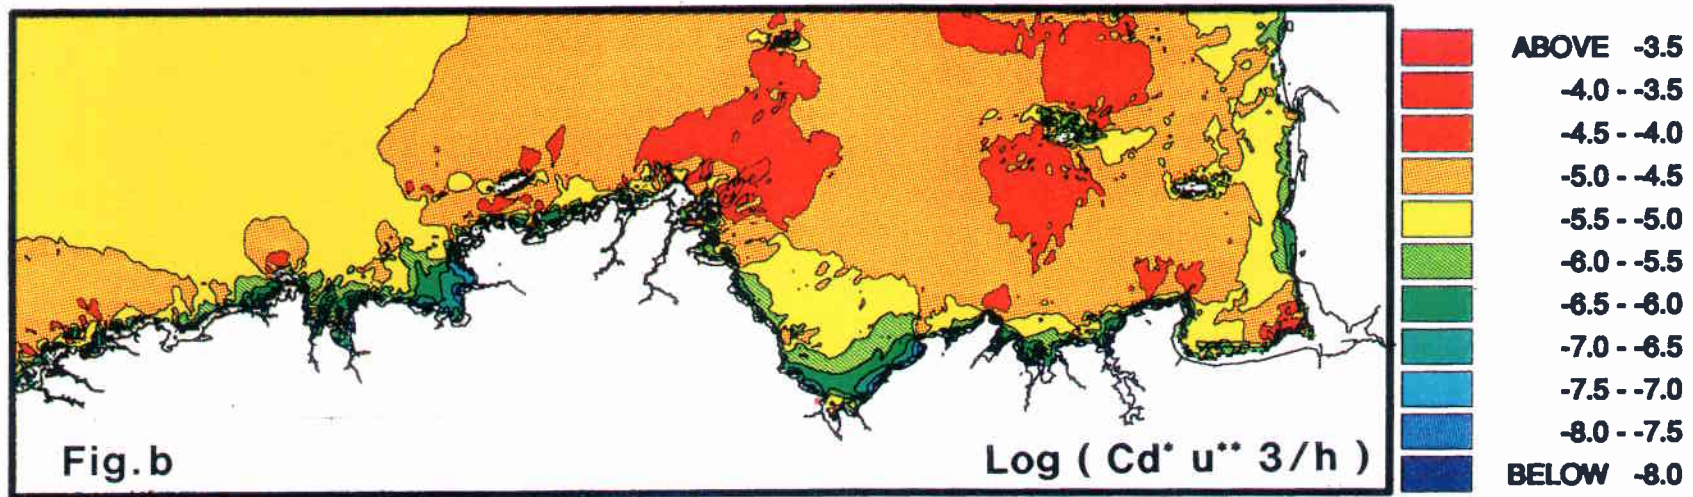 ABOVE -3.5
-4.0 - -3.5
-4.5 - -4.0
-5.0 - -4.5
-5.5 - -5.0
-6.0 - -5.5
-6.5 - -6.0
-7.0 - -6.5
-7.5 - -7.0
-8.0 - -7.5
BELOW -8.0
Fig.b
Log ( Cd* u** 3/h )